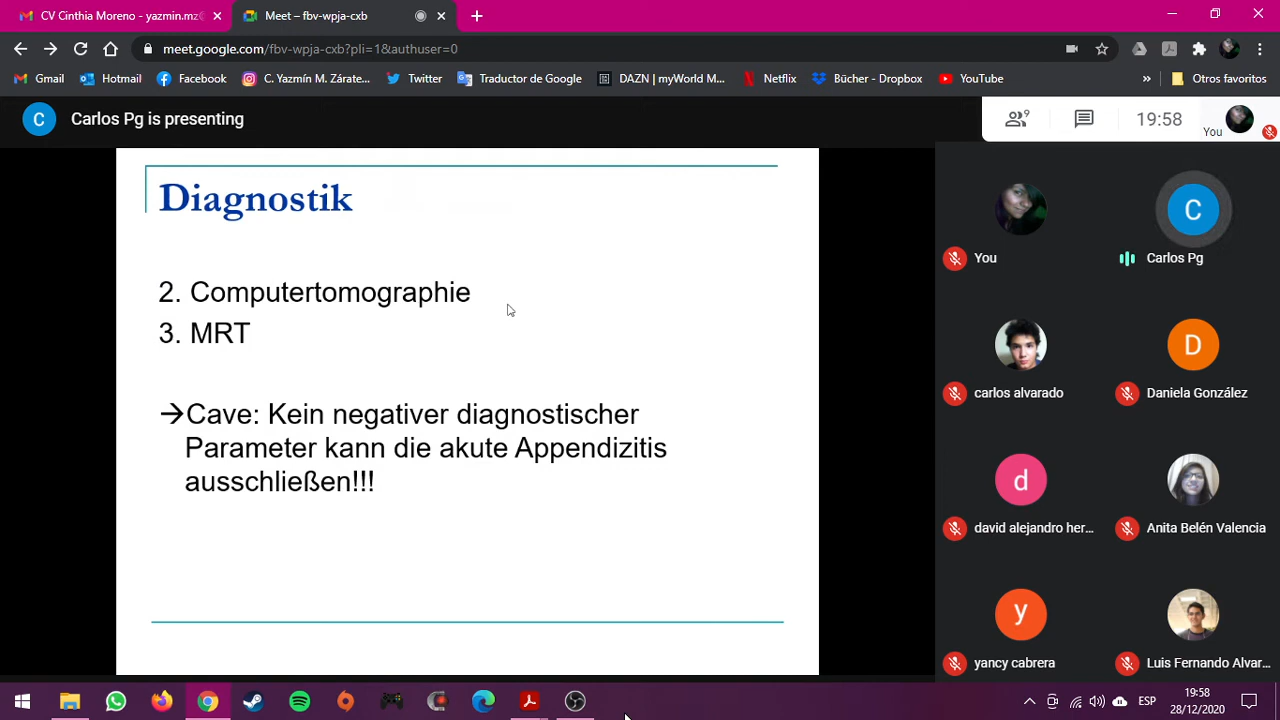 CV Cinthia Moreno - yazmin.mz
Meet – fbv-wpja-cxb
meet.google.com/fbv-wpja-cxb?pli=1&authuser=0
Gmail
Hotmail
Facebook
C. Yazmín M. Zárate...
Twitter
Traductor de Google
DAZN | myWorld M...
Netflix
Bücher - Dropbox
YouTube
»
Otros favoritos
C
Carlos Pg is presenting
9
19:58
You
Diagnostik
2. Computertomographie
3. MRT
→Cave: Kein negativer diagnostischer
Parameter kann die akute Appendizitis
ausschließen!!!
You
C
Carlos Pg
carlos alvarado
D
Daniela González
d
david alejandro her...
Anita Belén Valencia
y
yancy cabrera
Luis Fernando Alvar...
ESP
19:58
28/12/2020